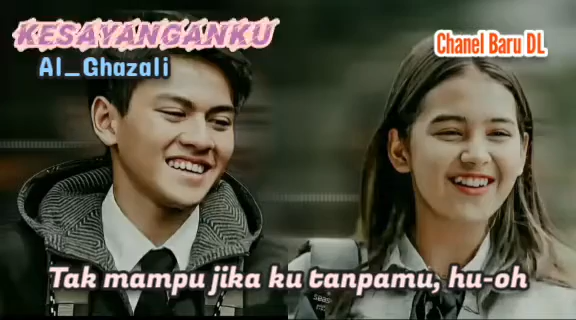 KESAYANGANKU
Al_Ghazali
Chanel Baru DL
Tak mampu jika ku tanpamu, hu-oh